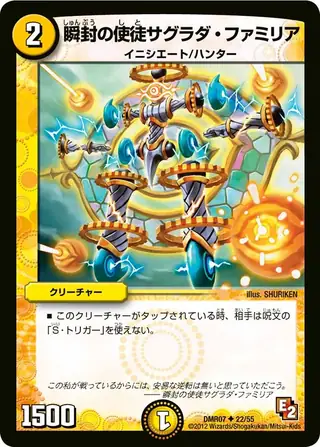 2
しゅんぷう しと
瞬封の使徒サグラダ・ファミリア
イニシエート/ハンター
illus. SHURIKEN
クリーチャー
■ このクリーチャーがタップされている時、相手は呪文の
「S・トリガー」を使えない。
この私が戦っているからには、安易な逆転は無いと思っていただこう。
―― 瞬封の使徒サグラダ・ファミリア
1500
1
DMR07 ◆ 22/55
©2012 Wizards/Shogakukan/Mitsui-Kids
E2